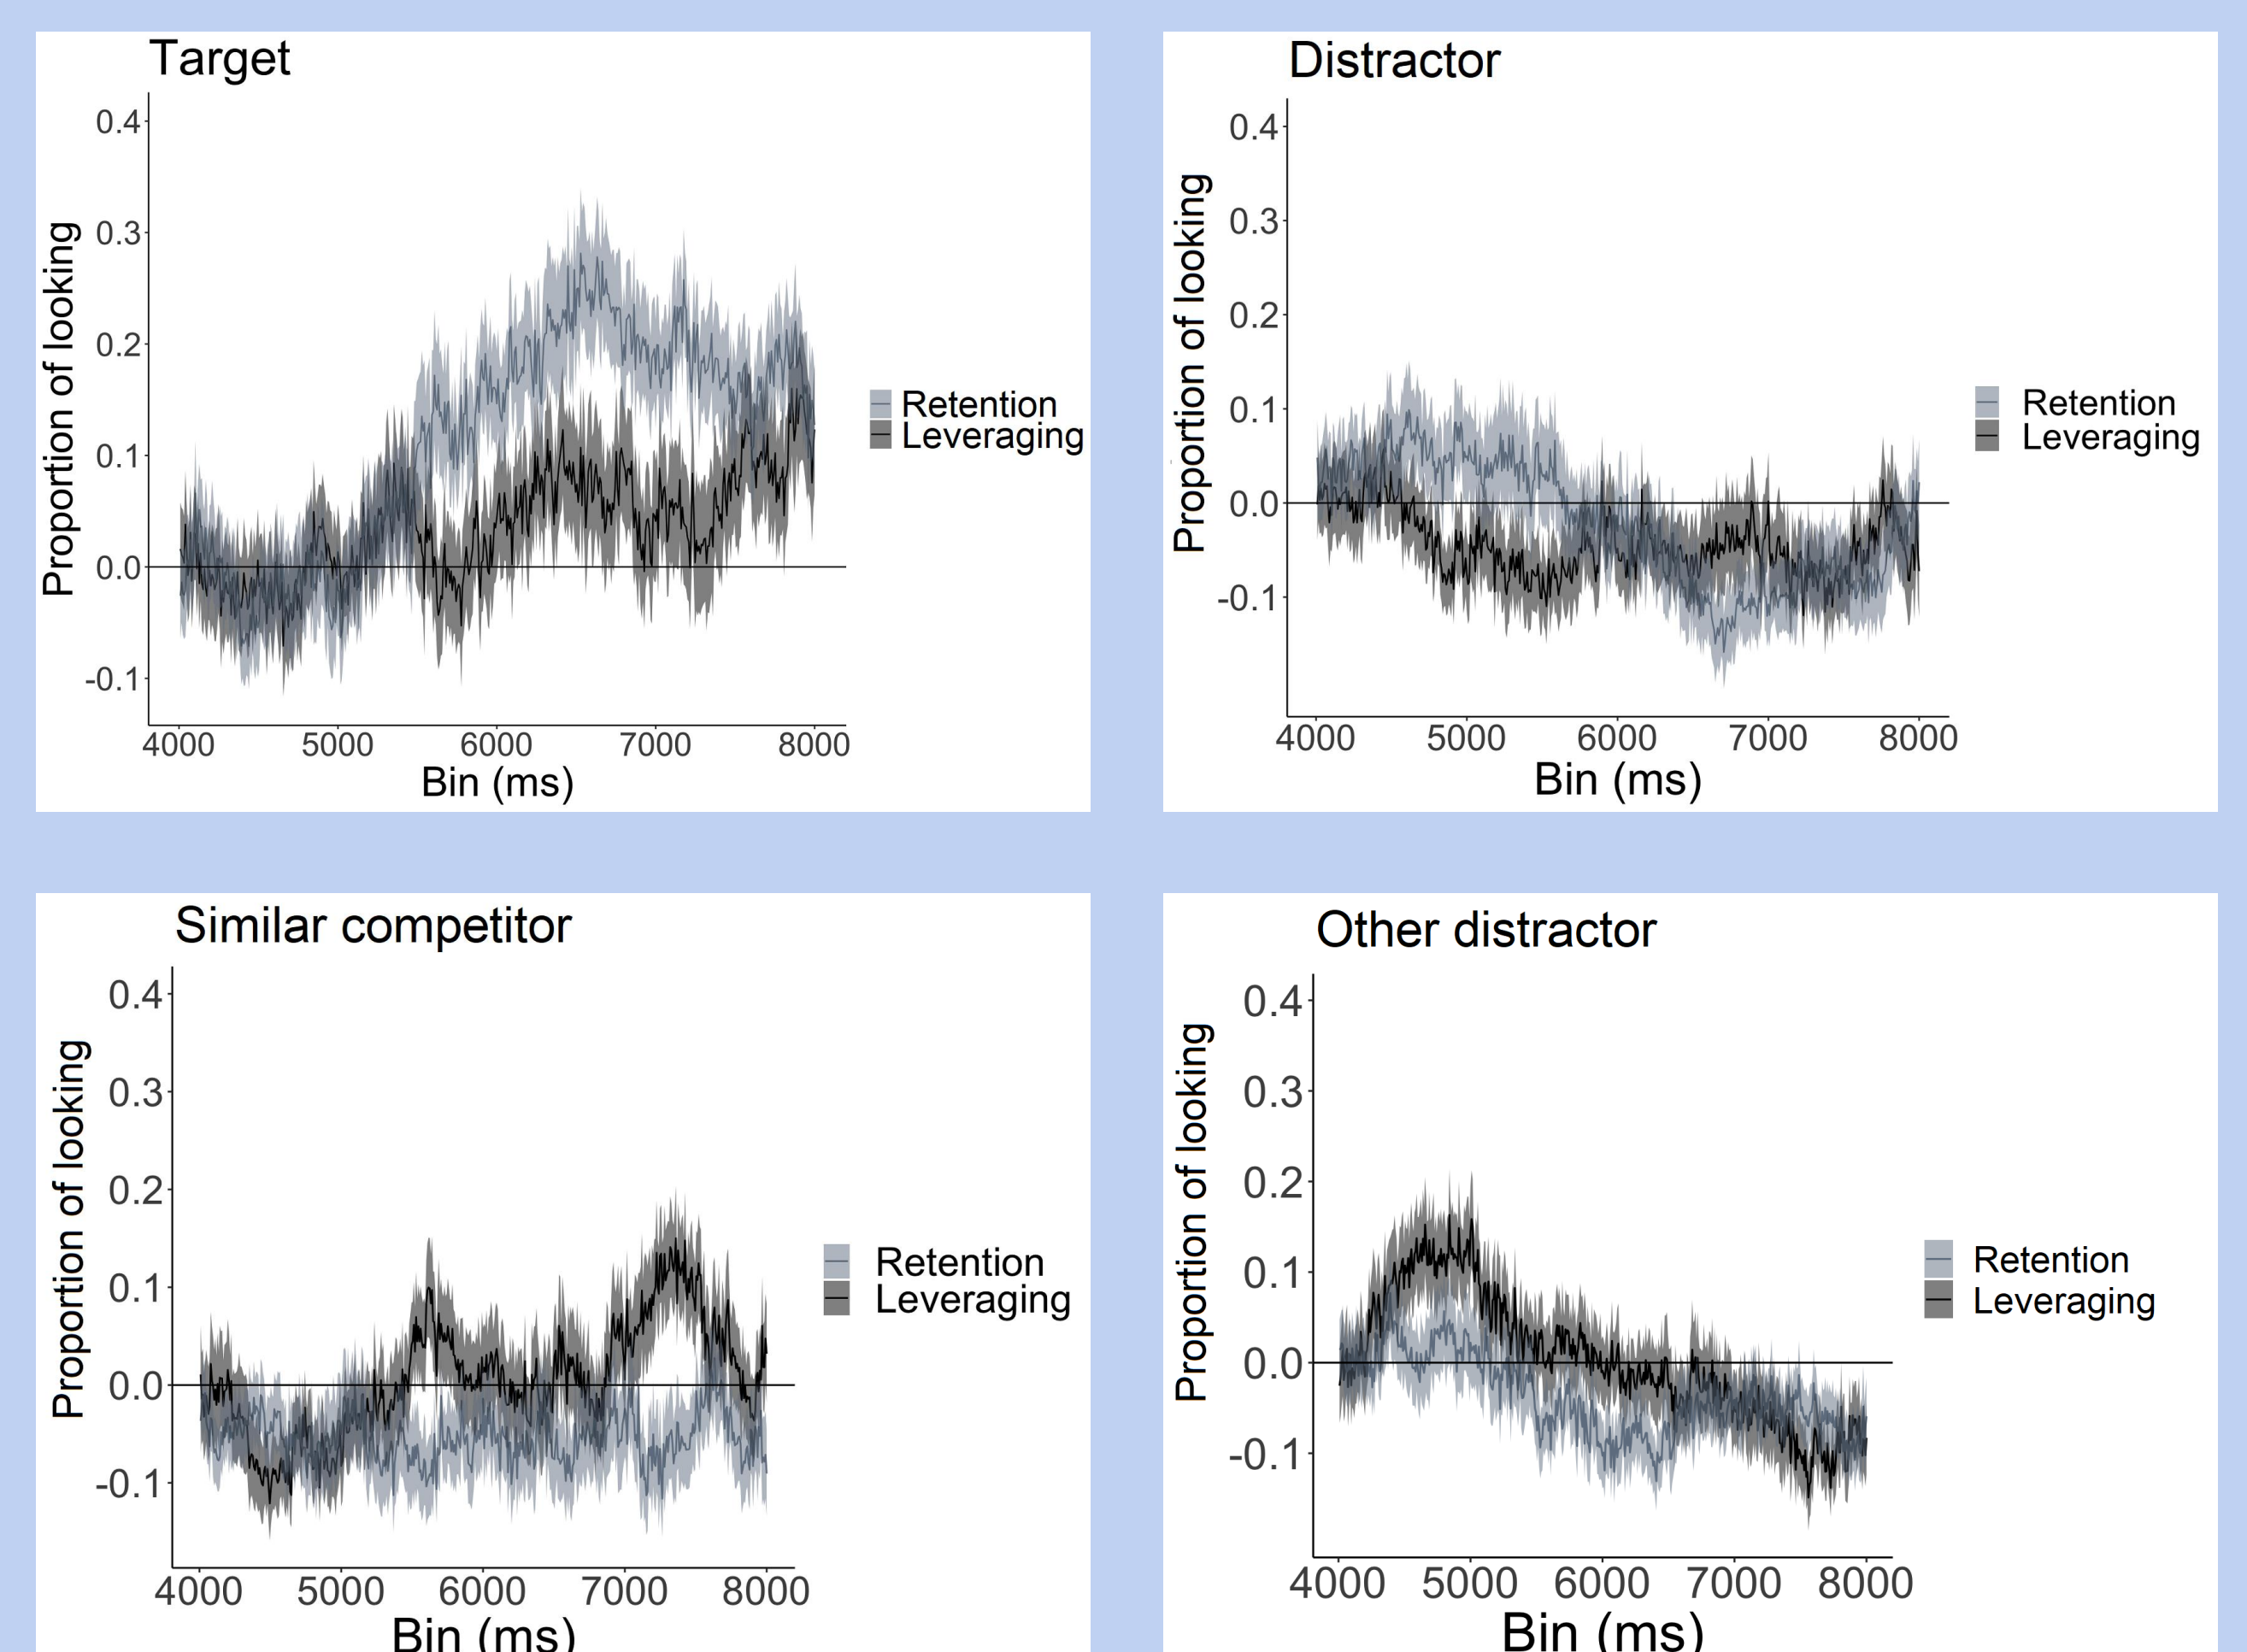 Target
Proportion of looking
0.4
0.3
0.2
0.1
0.0
-0.1
4000 5000 6000 7000 8000
Bin (ms)
Retention
Leveraging
Distractor
Proportion of looking
0.4
0.3
0.2
0.1
0.0
-0.1
4000 5000 6000 7000 8000
Bin (ms)
Retention
Leveraging
Similar competitor
Proportion of looking
0.4
0.3
0.2
0.1
0.0
-0.1
4000 5000 6000 7000 8000
Bin (ms)
Retention
Leveraging
Other distractor
Proportion of looking
0.4
0.3
0.2
0.1
0.0
-0.1
4000 5000 6000 7000 8000
Bin (ms)
Retention
Leveraging